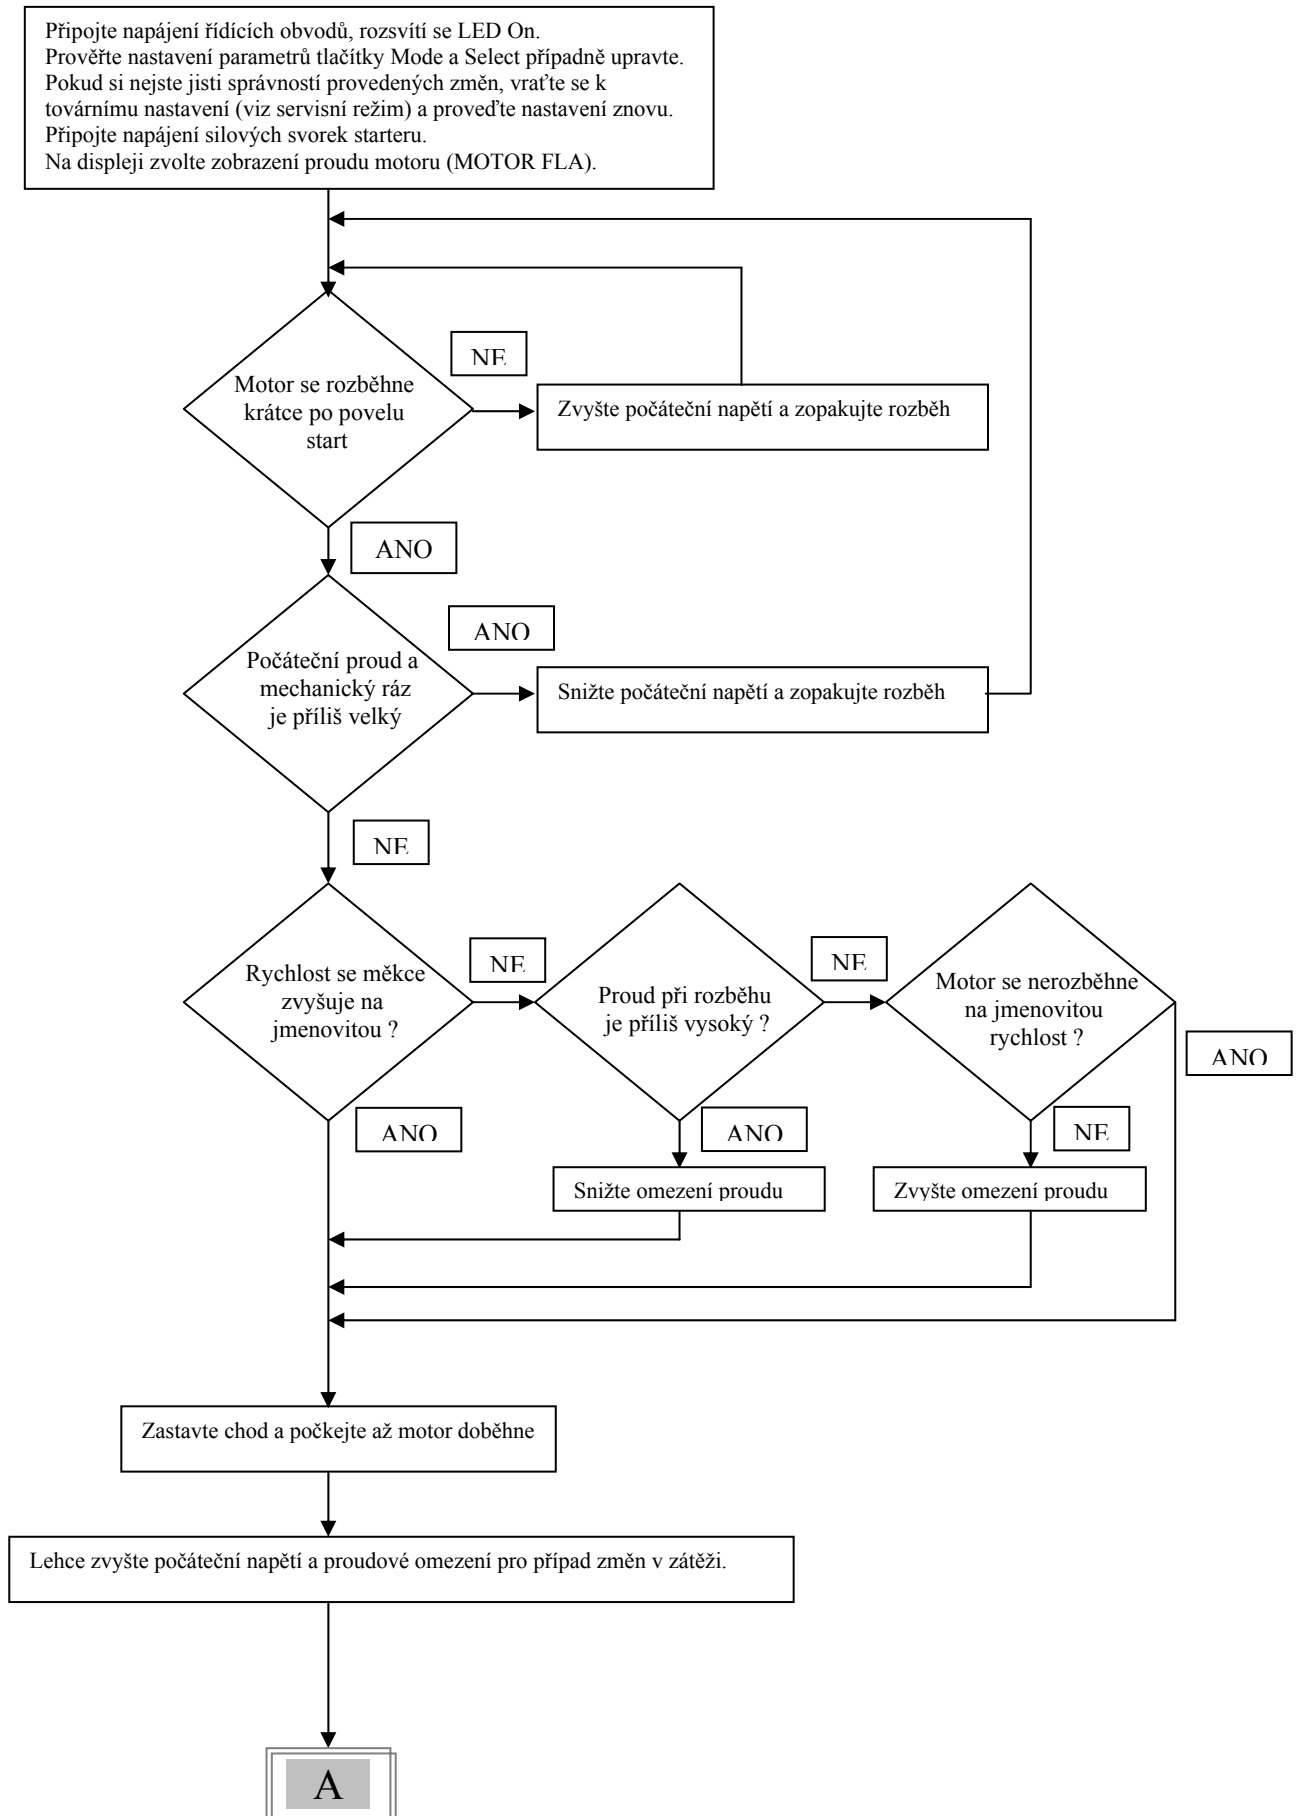 Připojte napájení řídících obvodů, rozsvítí se LED On.
Prověřte nastavení parametrů tlačítky Mode a Select případně upravte.
Pokud si nejste jisti správností provedených změn, vraťte se k
továrnímu nastavení (viz servisní režim) a proveďte nastavení znovu.
Připojte napájení silových svorek starteru.
Na displeji zvolte zobrazení proudu motoru (MOTOR FLA).
NE
Motor se rozběhne
krátce po povelu
start
Zvyšte počáteční napětí a zopakujte rozběh
ANO
ANO
Počáteční proud a
mechanický ráz
je příliš velký
Snižte počáteční napětí a zopakujte rozběh
NE
Rychlost se měkce
zvyšuje na
jmenovitou ?
NE
Proud při rozběhu
je příliš vysoký ?
NE
Motor se nerozběhne
na jmenovitou
rychlost ?
ANO
ANO
ANO
NE
Snižte omezení proudu
Zvyšte omezení proudu
Zastavte chod a počkejte až motor doběhne
Lehce zvyšte počáteční napětí a proudové omezení pro případ změn v zátěži.
A